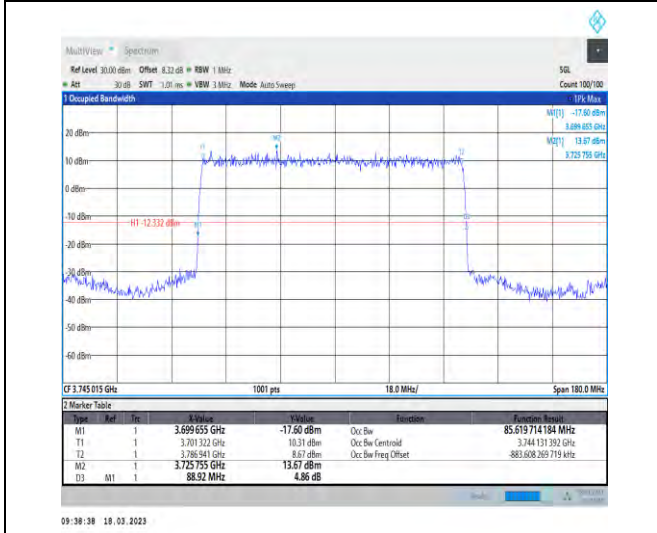 MultiView Spectrum
Ref Level 30.00 dBm Offset 8.32 dB RBW 1 MHz SGL
Att 30 dB SWT 1.01 ms VBW 3 MHz Mode Auto Sweep Count 100/100
1 Occupied Bandwidth 1Pk Max
M1[1] -17.60 dBm
3.699 655 GHz
M2[1] 13.67 dBm
3.725 755 GHz
20 dBm
M2
T1
T2
10 dBm
0 dBm
-10 dBm
H1 -12.332 dBm
-20 dBm
-30 dBm
-40 dBm
-50 dBm
-60 dBm
CF 3.745 015 GHz 1001 pts 18.0 MHz/ Span 180.0 MHz
2 Marker Table
Type Ref Trc X-Value Y-Value Function Function Result
M1 1 3.699 655 GHz -17.60 dBm Occ Bw 85.619 714 184 MHz
T1 1 3.701 322 GHz 10.31 dBm Occ Bw Centroid 3.744 131 392 GHz
T2 1 3.786 941 GHz 8.67 dBm Occ Bw Freq Offset -883.608 269 719 kHz
M2 1 3.725 755 GHz 13.67 dBm
D3 M1 1 88.92 MHz 4.86 dB
09:38:38 18.03.2023